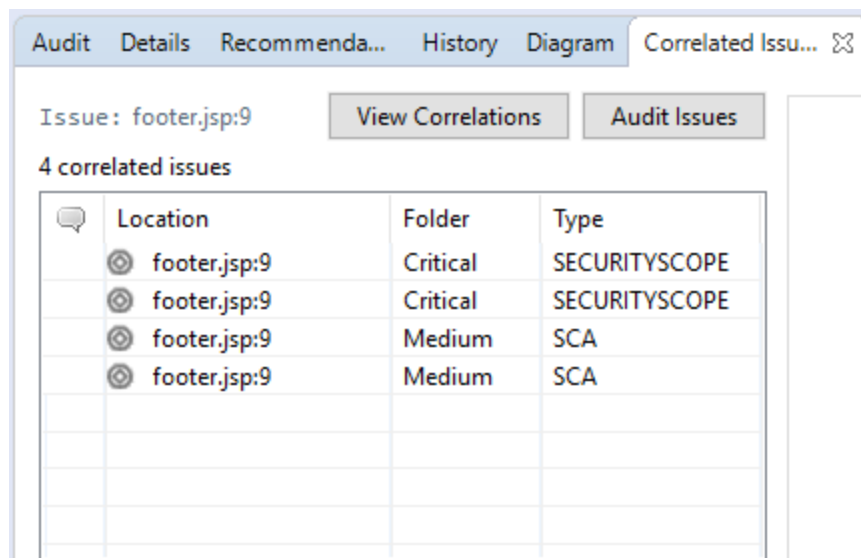 Audit Details Recommenda... History Diagram Correlated Issu...
Issue: footer.jsp:9 View Correlations Audit Issues
4 correlated issues
Location Folder Type
footer.jsp:9 Critical SECURITYSCOPE
footer.jsp:9 Critical SECURITYSCOPE
footer.jsp:9 Medium SCA
footer.jsp:9 Medium SCA